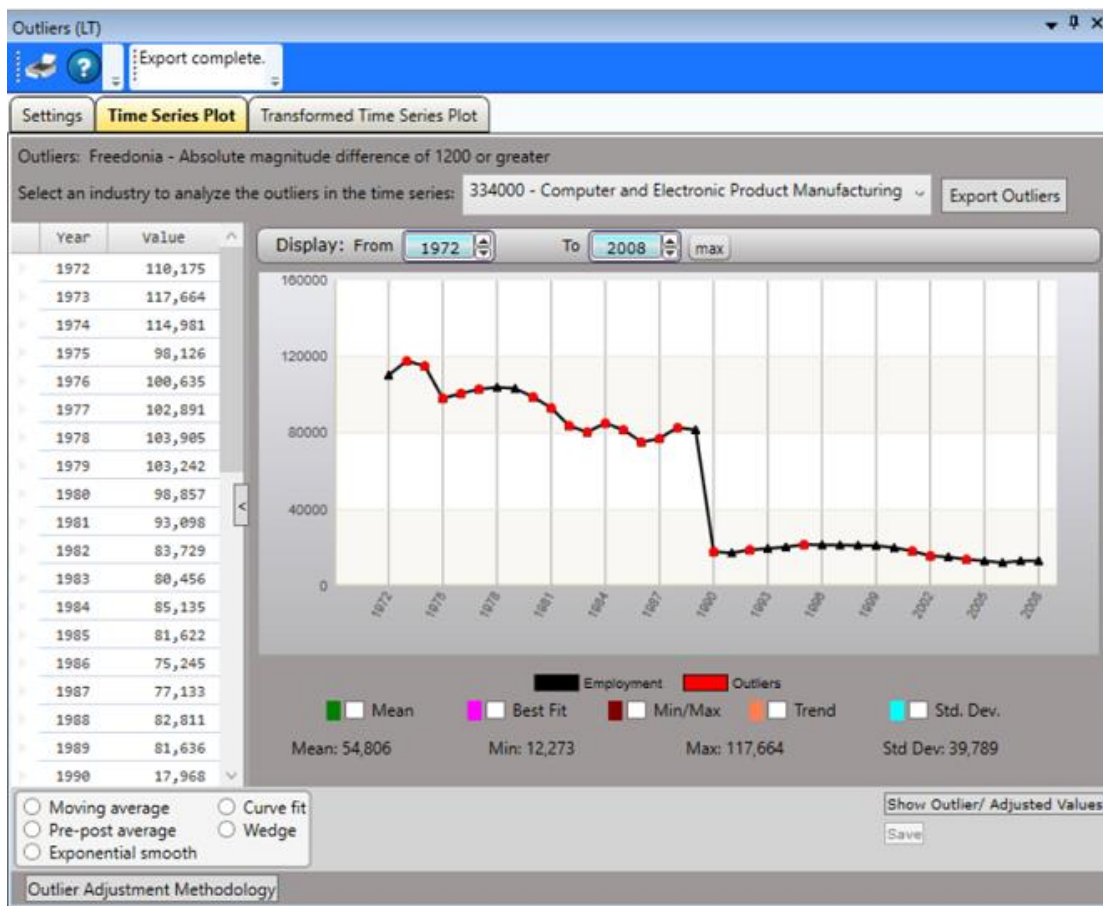 Outliers (LT)
Export complete.
Settings
Time Series Plot
Transformed Time Series Plot
Outliers: Freedonia - Absolute magnitude difference of 1200 or greater
Select an industry to analyze the outliers in the time series: 334000 - Computer and Electronic Product Manufacturing Export Outliers
Year Value
1972 110,175
1973 117,664
1974 114,981
1975 98,126
1976 100,635
1977 102,891
1978 103,905
1979 103,242
1980 98,857
1981 93,098
1982 83,729
1983 80,456
1984 85,135
1985 81,622
1986 75,245
1987 77,133
1988 82,811
1989 81,636
1990 17,968
<
Display: From 1972 To 2008 max
160000
120000
80000
40000
0
1972 1975 1978 1981 1984 1987 1990 1993 1996 1999 2002 2005 2008
Employment Outliers
Mean Best Fit Min/Max Trend Std. Dev.
Mean: 54,806 Min: 12,273 Max: 117,664 Std Dev: 39,789
Moving average Curve fit
Pre-post average Wedge
Exponential smooth
Show Outlier/ Adjusted Values
Save
Outlier Adjustment Methodology